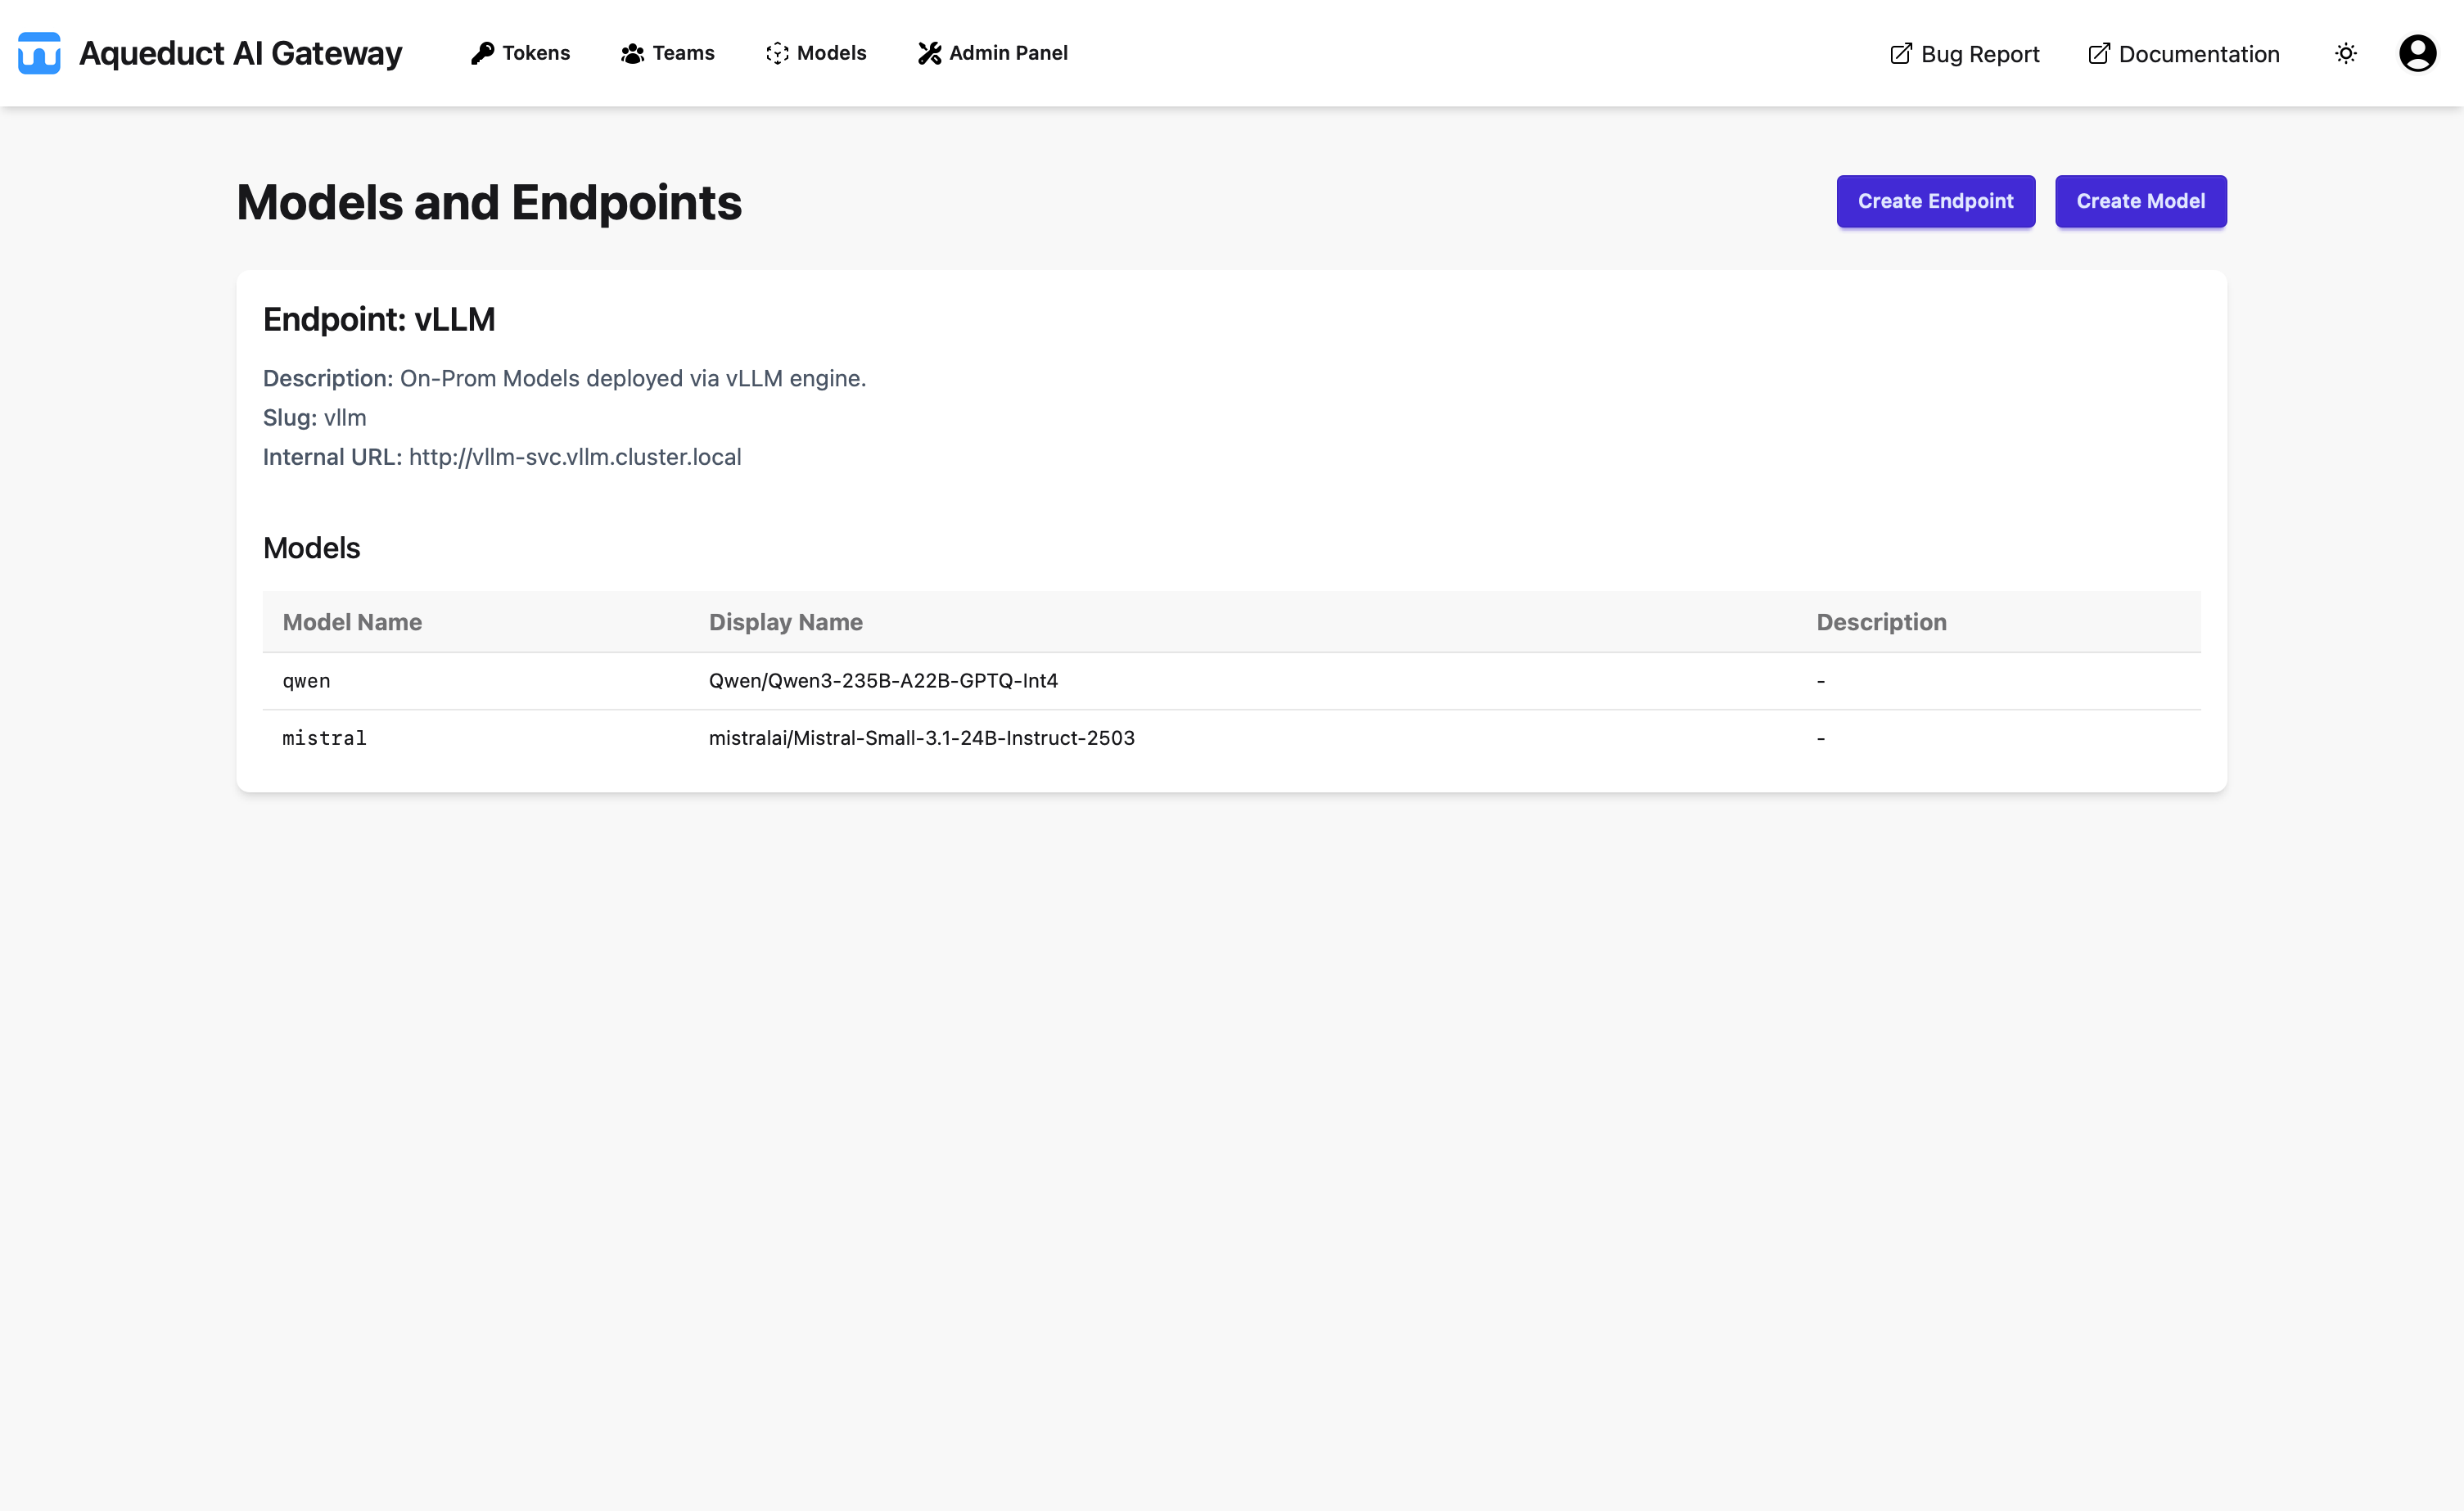 Aqueduct AI Gateway Tokens Teams Models Admin Panel Bug Report Documentation
Models and Endpoints Create Endpoint Create Model
Endpoint: vLLM
Description: On-Prom Models deployed via vLLM engine.
Slug: vllm
Internal URL: http://vllm-svc.vllm.cluster.local
Models
Model Name Display Name Description
qwen Qwen/Qwen3-235B-A22B-GPTQ-Int4 -
mistral mistralai/Mistral-Small-3.1-24B-Instruct-2503 -